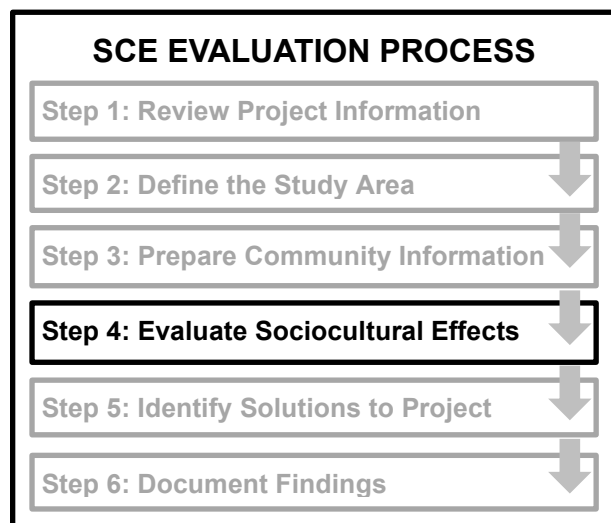 SCE EVALUATION PROCESS
Step 1: Review Project Information
Step 2: Define the Study Area
Step 3: Prepare Community Information
Step 4: Evaluate Sociocultural Effects
Step 5: Identify Solutions to Project
Step 6: Document Findings